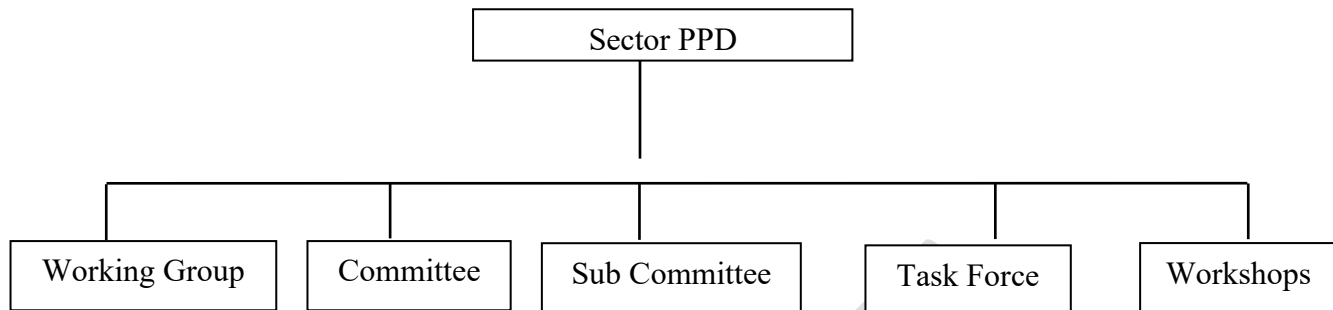 Sector PPD
Working Group
Committee
Sub Committee
Task Force
Workshops